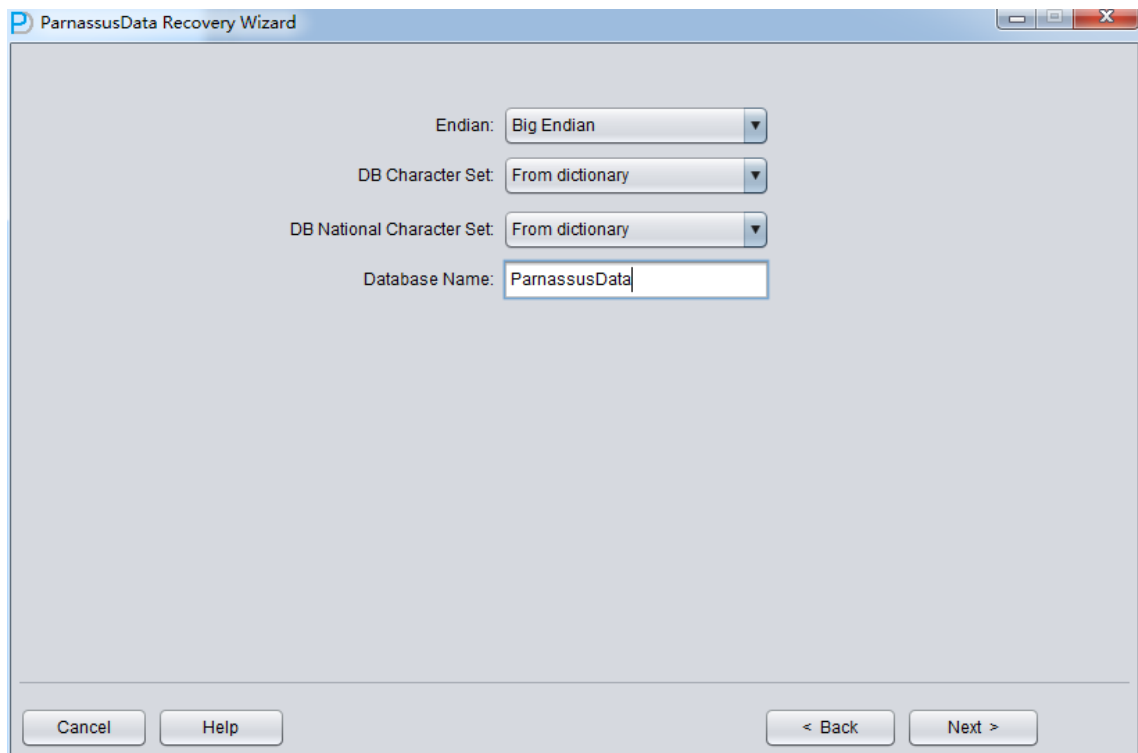 ParnassusData Recovery Wizard
Endian: Big Endian
DB Character Set: From dictionary
DB National Character Set: From dictionary
Database Name: ParnassusData
Cancel Help < Back Next >